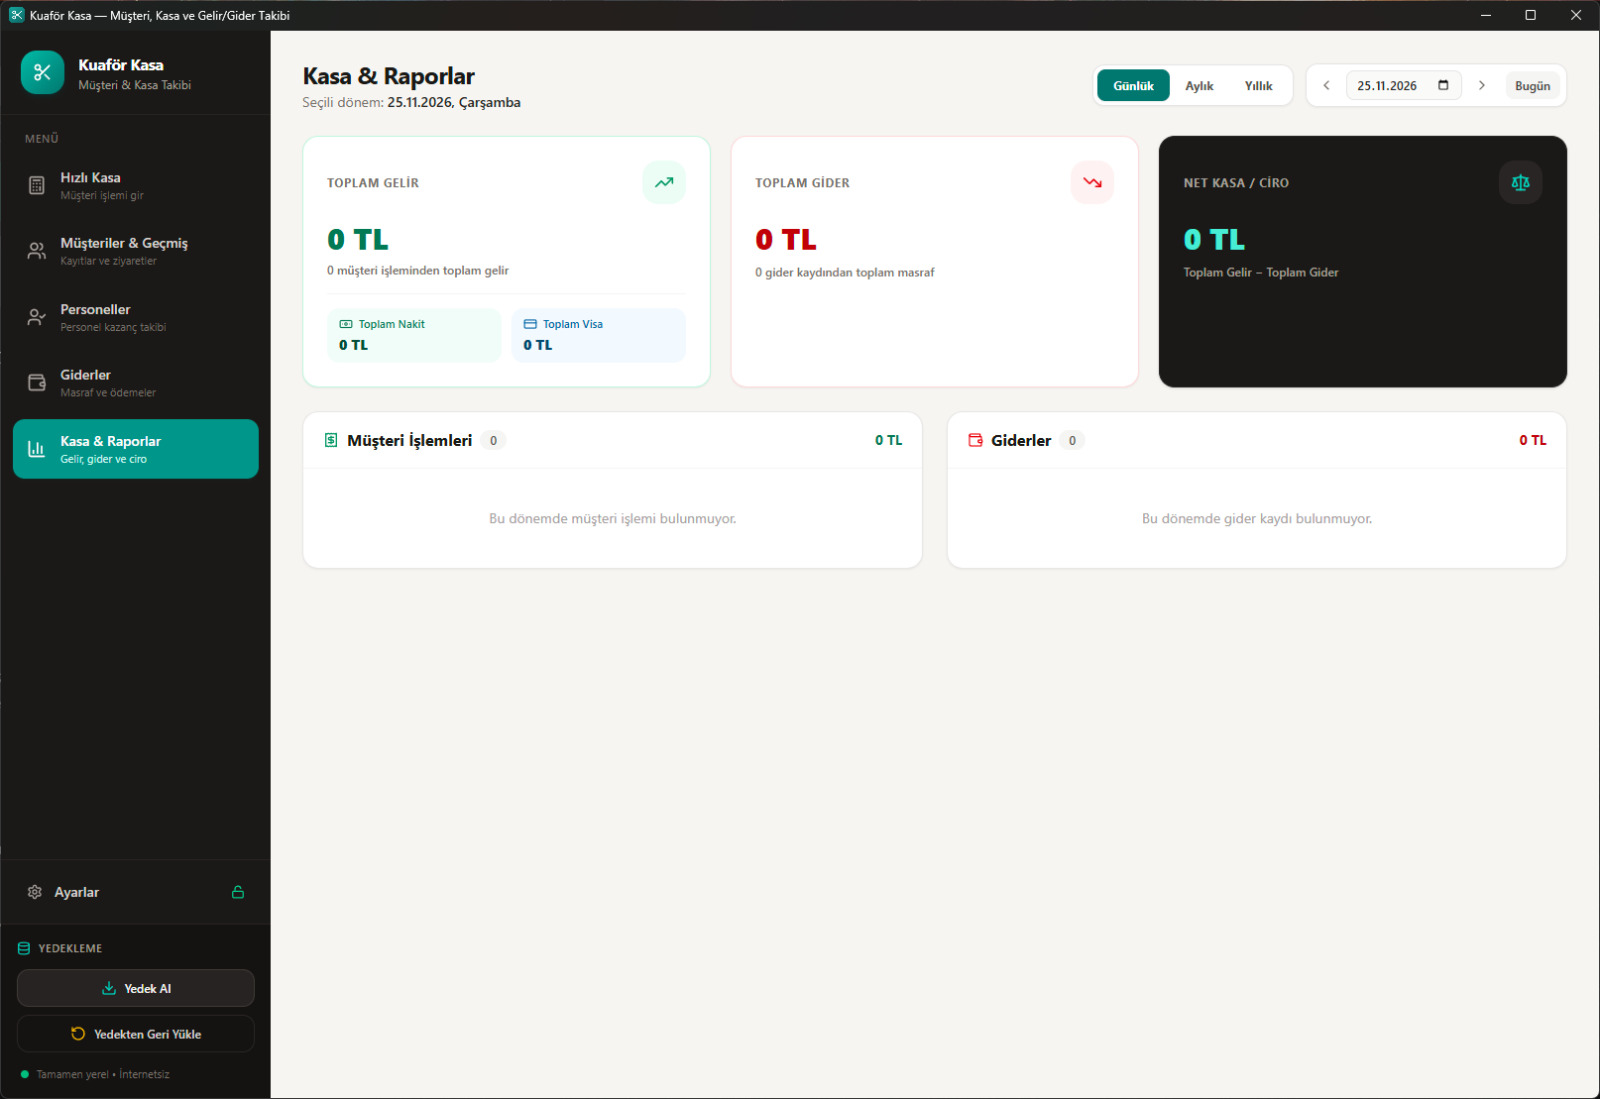 Kuaför Kasa — Müşteri, Kasa ve Gelir/Gider Takibi
Kuaför Kasa
Müşteri & Kasa Takibi
MENÜ
Hızlı Kasa
Müşteri işlemi gir
Müşteriler & Geçmiş
Kayıtlar ve ziyaretler
Personeller
Personel kazanç takibi
Giderler
Masraf ve ödemeler
Kasa & Raporlar
Gelir, gider ve ciro
Ayarlar
YEDEKLEME
Yedek Al
Yedekten Geri Yükle
Tamamen yerel • İnternetsiz
Kasa & Raporlar
Seçili dönem: 25.11.2026, Çarşamba
Günlük Aylık Yıllık
25.11.2026
Bugün
TOPLAM GELİR
0 TL
0 müşteri işleminden toplam gelir
Toplam Nakit
0 TL
Toplam Visa
0 TL
TOPLAM GİDER
0 TL
0 gider kaydından toplam masraf
NET KASA / CİRO
0 TL
Toplam Gelir − Toplam Gider
Müşteri İşlemleri 0 0 TL
Bu dönemde müşteri işlemi bulunmuyor.
Giderler 0 0 TL
Bu dönemde gider kaydı bulunmuyor.